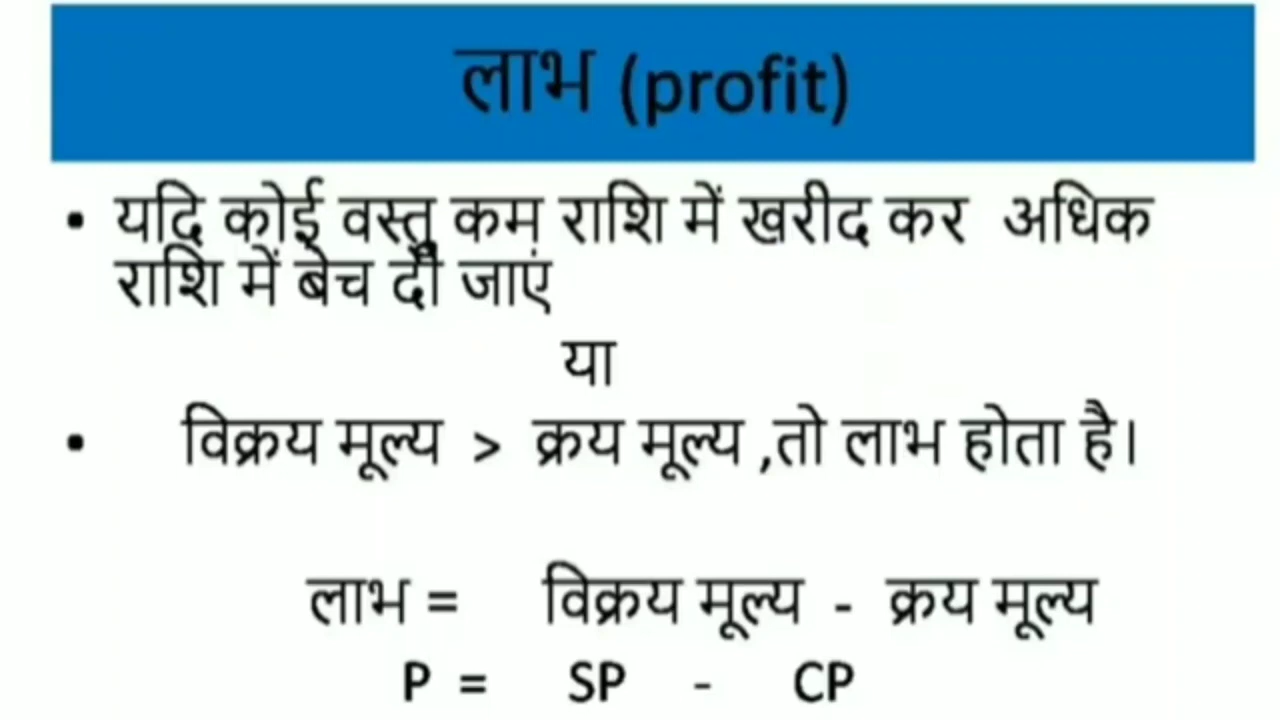 लाभ (profit)
• यदि कोई वस्तु कम राशि में खरीद कर अधिक
राशि में बेच दी जाएं
या
• विक्रय मूल्य > क्रय मूल्य ,तो लाभ होता है।
लाभ = विक्रय मूल्य - क्रय मूल्य
P = SP - CP